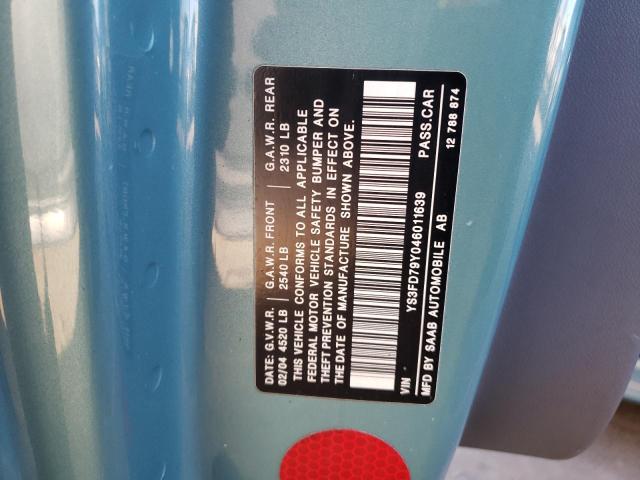 DATE: G.V.W.R. G.A.W.R. FRONT G.A.W.R. REAR
02/04 4520 LB 2540 LB 2310 LB
THIS VEHICLE CONFORMS TO ALL APPLICABLE
FEDERAL MOTOR VEHICLE SAFETY BUMPER AND
THEFT PREVENTION STANDARDS IN EFFECT ON
THE DATE OF MANUFACTURE SHOWN ABOVE.
YS3FD79Y046011639
VIN PASS.CAR
MFD BY SAAB AUTOMOBILE AB
12 788 874